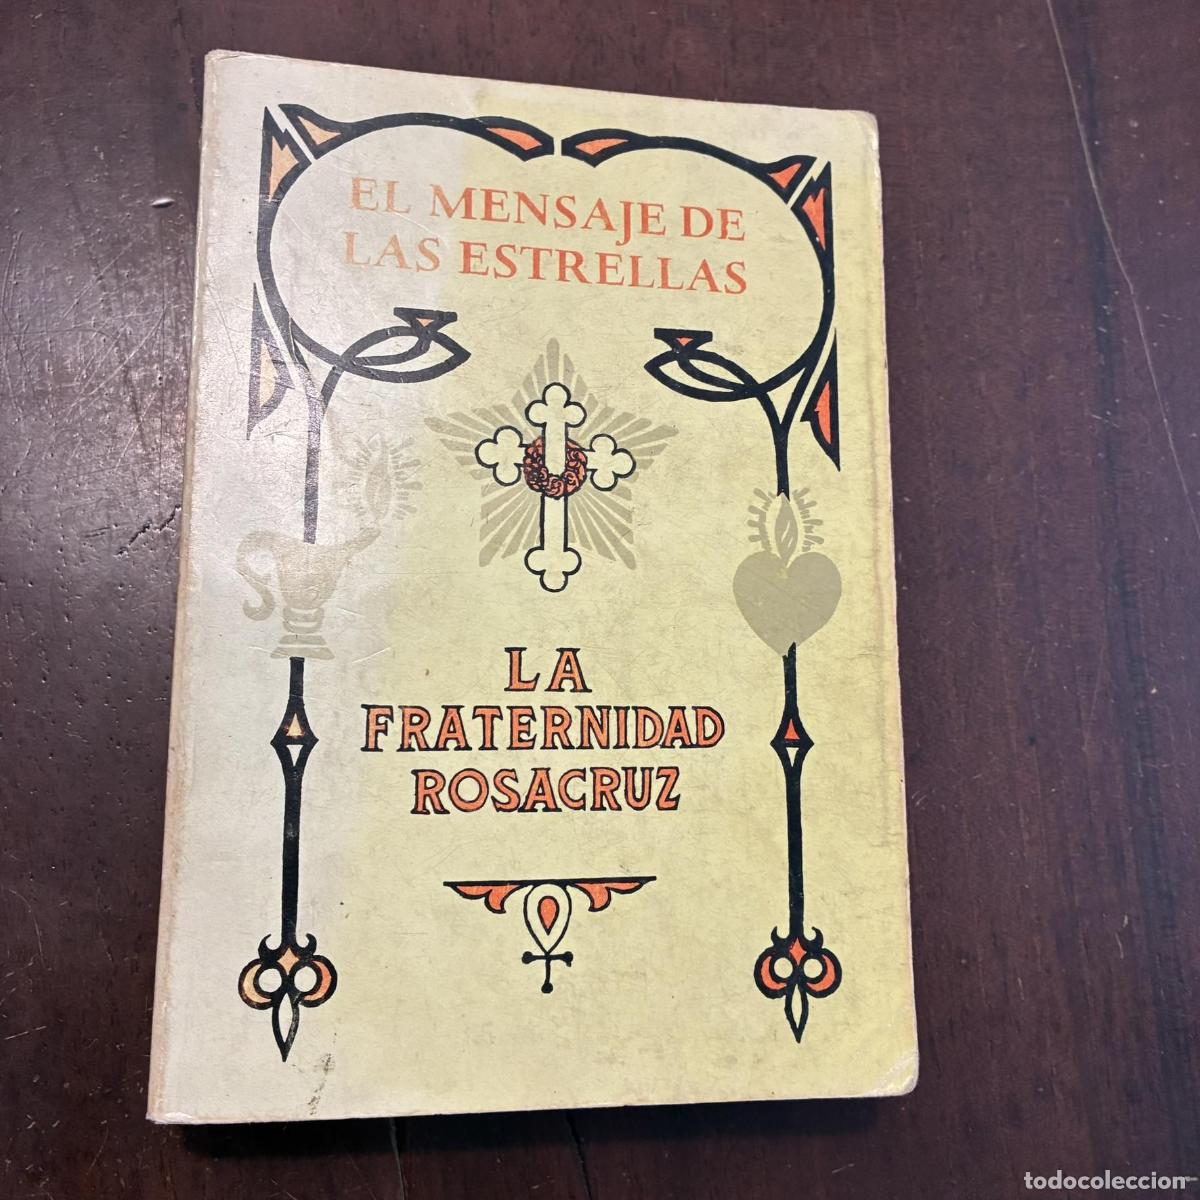 EL MENSAJE DE
LAS ESTRELLAS
LA
FRATERNIDAD
ROSACRUZ
todocoleccion